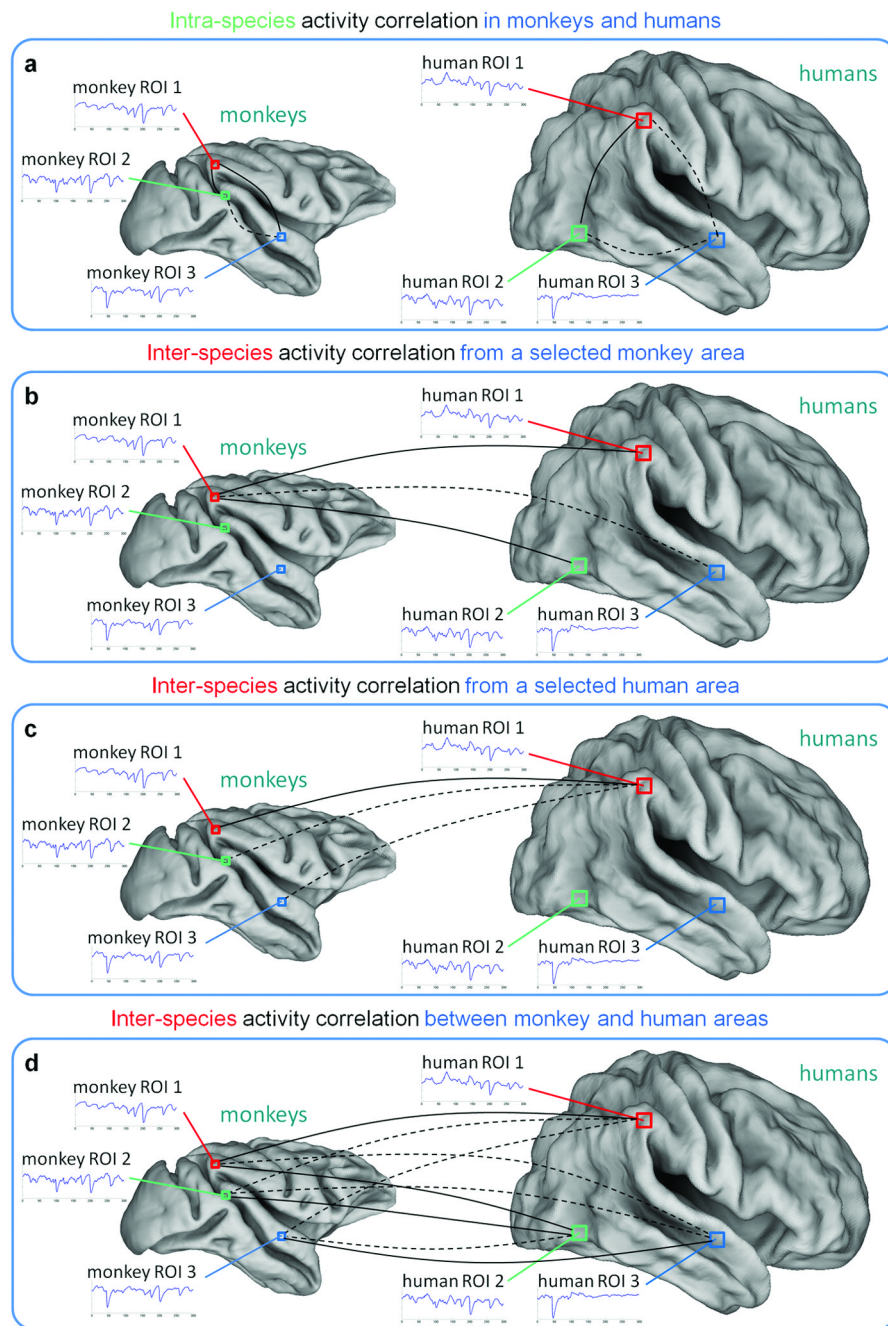 Intra-species activity correlation in monkeys and humans
a
monkey ROI 1
human ROI 1
humans
monkeys
monkey ROI 2
monkey ROI 3
human ROI 2
human ROI 3
Inter-species activity correlation from a selected monkey area
b
monkey ROI 1
human ROI 1
humans
monkeys
monkey ROI 2
monkey ROI 3
human ROI 2
human ROI 3
Inter-species activity correlation from a selected human area
c
monkey ROI 1
human ROI 1
humans
monkeys
monkey ROI 2
monkey ROI 3
human ROI 2
human ROI 3
Inter-species activity correlation between monkey and human areas
d
monkey ROI 1
human ROI 1
humans
monkeys
monkey ROI 2
monkey ROI 3
human ROI 2
human ROI 3